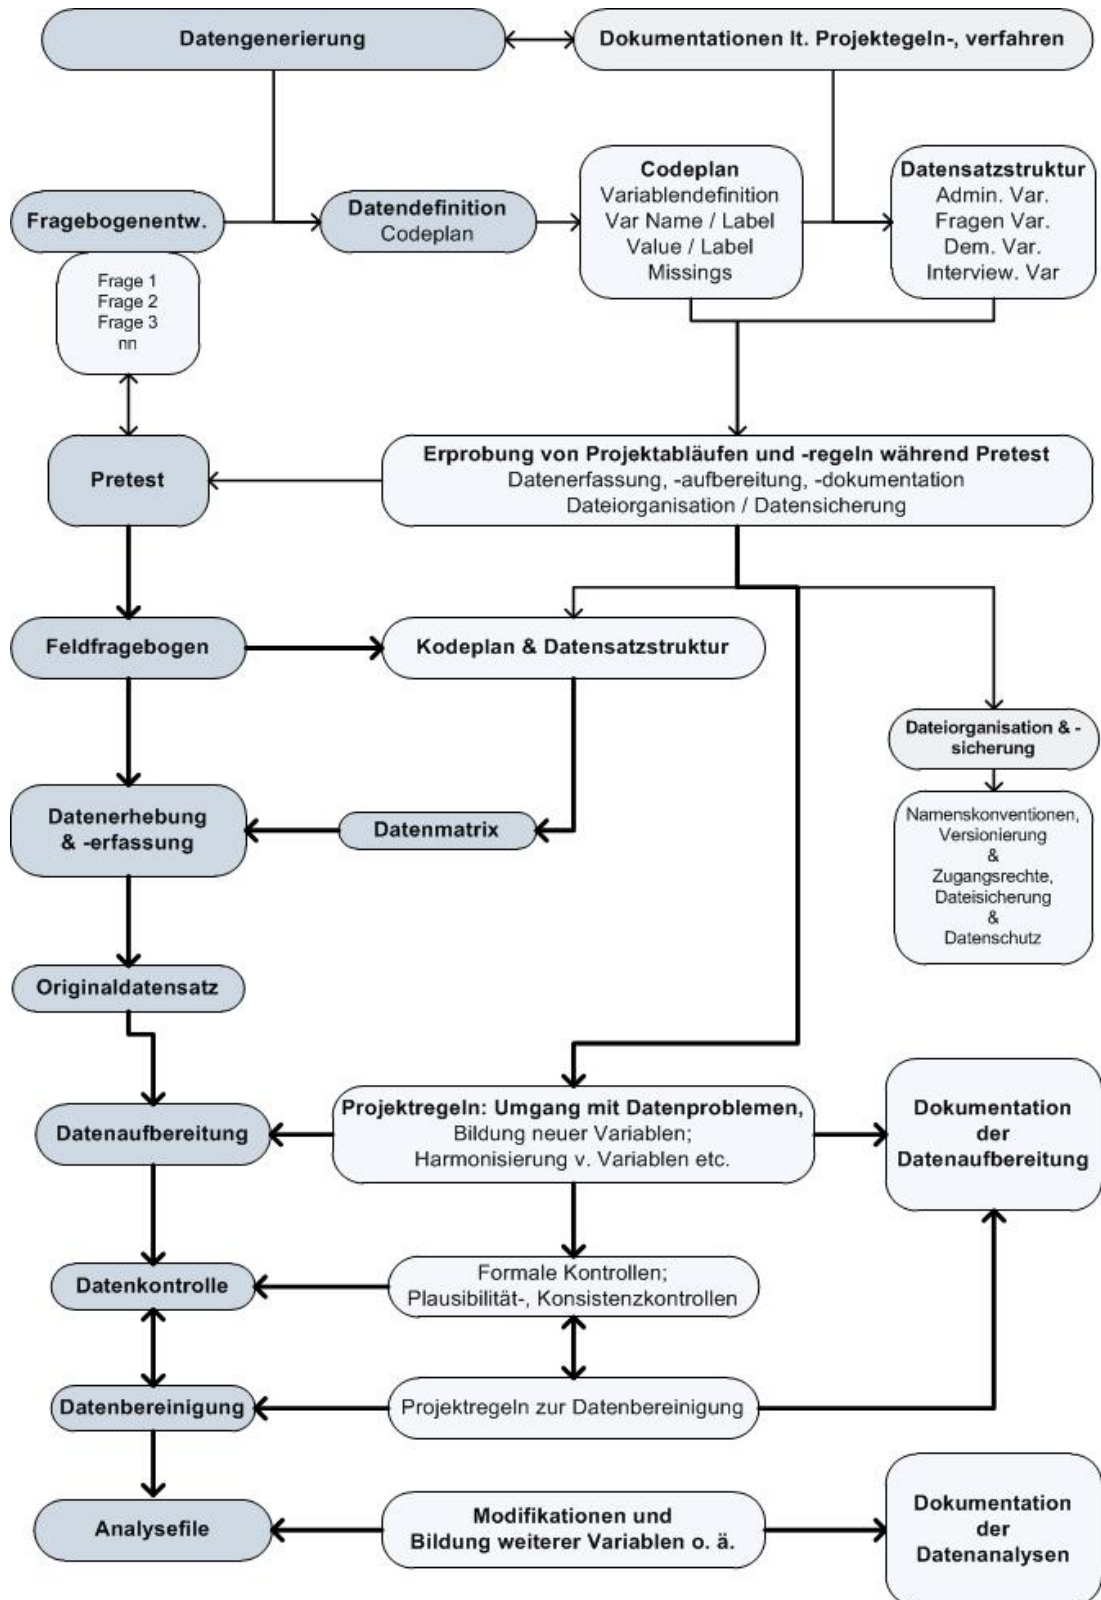 Datengenerierung
Dokumentationen lt. Projektegeln-, verfahren
Fragebogenentw.
Datendefinition
Codeplan
Codeplan
Variablendefinition
Var Name / Label
Value / Label
Missings
Datensatzstruktur
Admin. Var.
Fragen Var.
Dem. Var.
Interview. Var
Frage 1
Frage 2
Frage 3
nn
Pretest
Erprobung von Projektabläufen und -regeln während Pretest
Datenerfassung, -aufbereitung, -dokumentation
Dateiorganisation / Datensicherung
Feldfragebogen
Kodeplan & Datensatzstruktur
Dateiorganisation & -
sicherung
Namenskonventionen,
Versionierung
&
Zugangsrechte,
Dateisicherung
&
Datenschutz
Datenerhebung
& -erfassung
Datenmatrix
Originaldatensatz
Datenaufbereitung
Projektregeln: Umgang mit Datenproblemen,
Bildung neuer Variablen;
Harmonisierung v. Variablen etc.
Dokumentation
der
Datenaufbereitung
Datenkontrolle
Formale Kontrollen;
Plausibilität-, Konsistenzkontrollen
Datenbereinigung
Projektregeln zur Datenbereinigung
Analysefile
Modifikationen und
Bildung weiterer Variablen o. ä.
Dokumentation
der
Datenanalysen